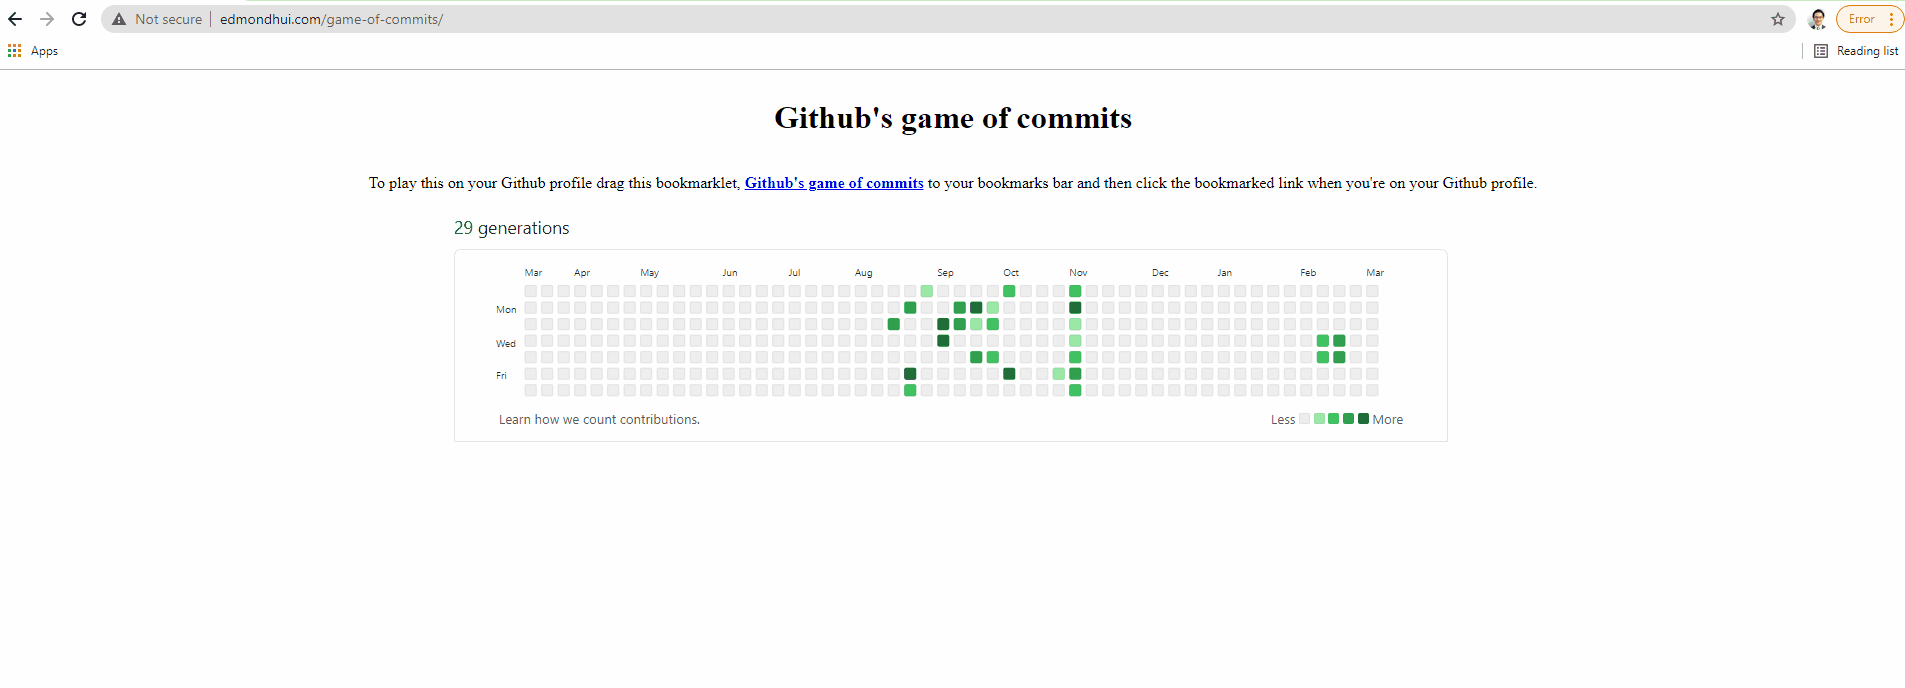 Not secure | edmondhui.com/game-of-commits/
Error
Apps
Reading list
Github's game of commits
To play this on your Github profile drag this bookmarklet, Github's game of commits to your bookmarks bar and then click the bookmarked link when you're on your Github profile.
29 generations
Mar Apr May Jun Jul Aug Sep Oct Nov Dec Jan Feb Mar
Mon
Wed
Fri
Learn how we count contributions.
Less More